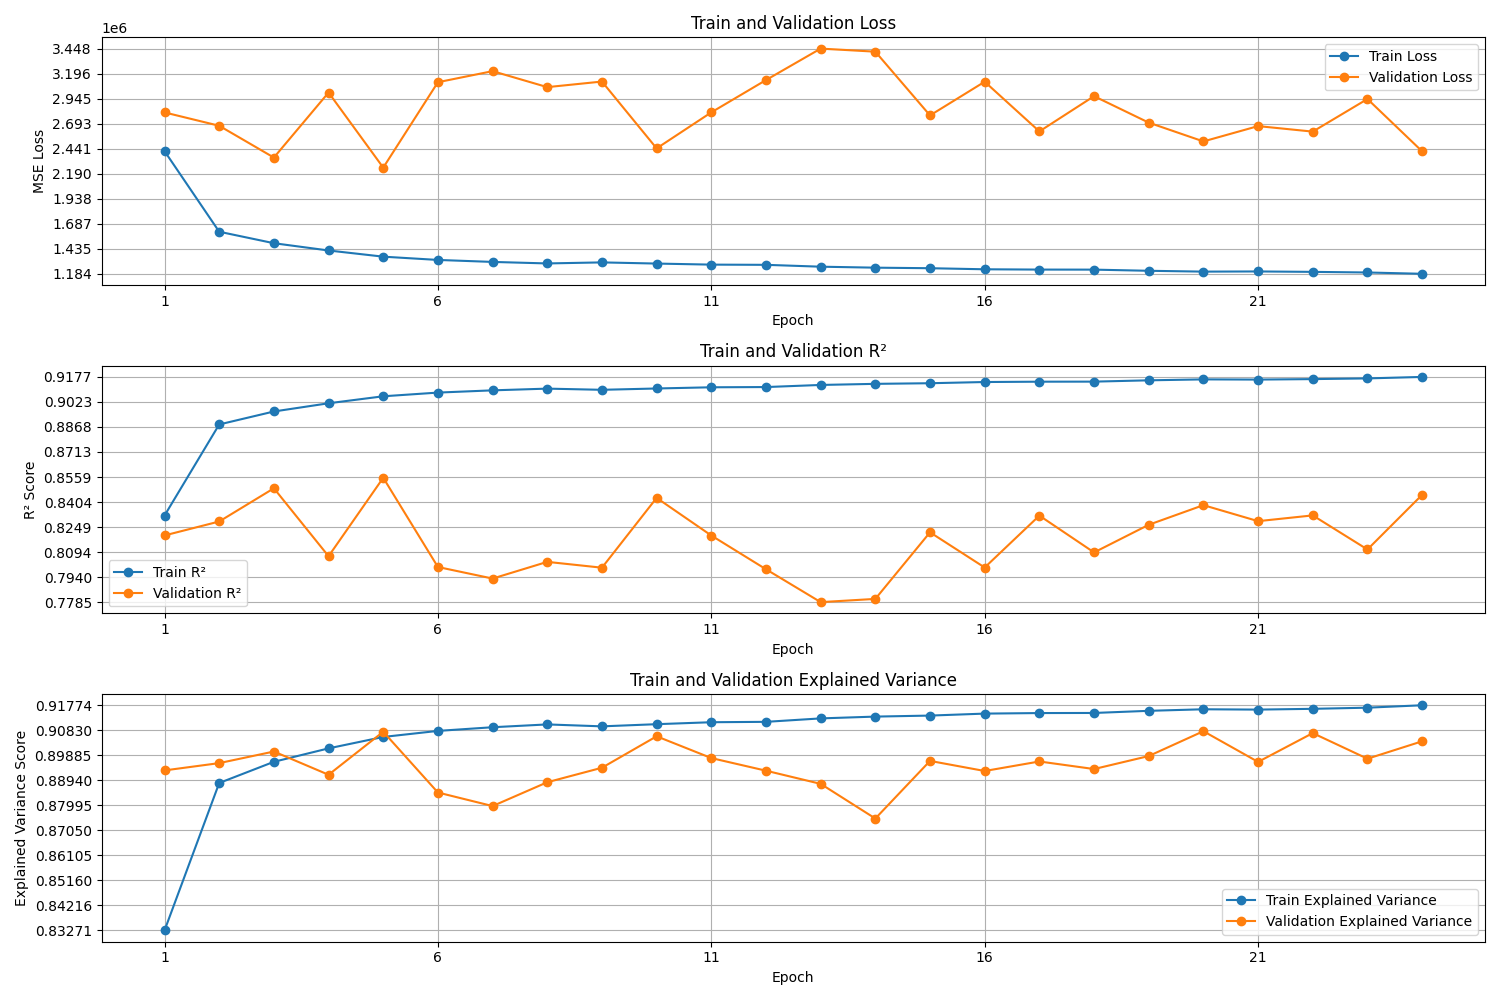 Train and Validation Loss
1e6
3.448
3.196
2.945
2.693
2.441
2.190
1.938
1.687
1.435
1.184
MSE Loss
Train Loss
Validation Loss
1 6 11 16 21
Epoch
Train and Validation R²
0.9177
0.9023
0.8868
0.8713
0.8559
0.8404
0.8249
0.8094
0.7940
0.7785
R² Score
Train R²
Validation R²
1 6 11 16 21
Epoch
Train and Validation Explained Variance
0.91774
0.90830
0.89885
0.88940
0.87995
0.87050
0.86105
0.85160
0.84216
0.83271
Explained Variance Score
Train Explained Variance
Validation Explained Variance
1 6 11 16 21
Epoch